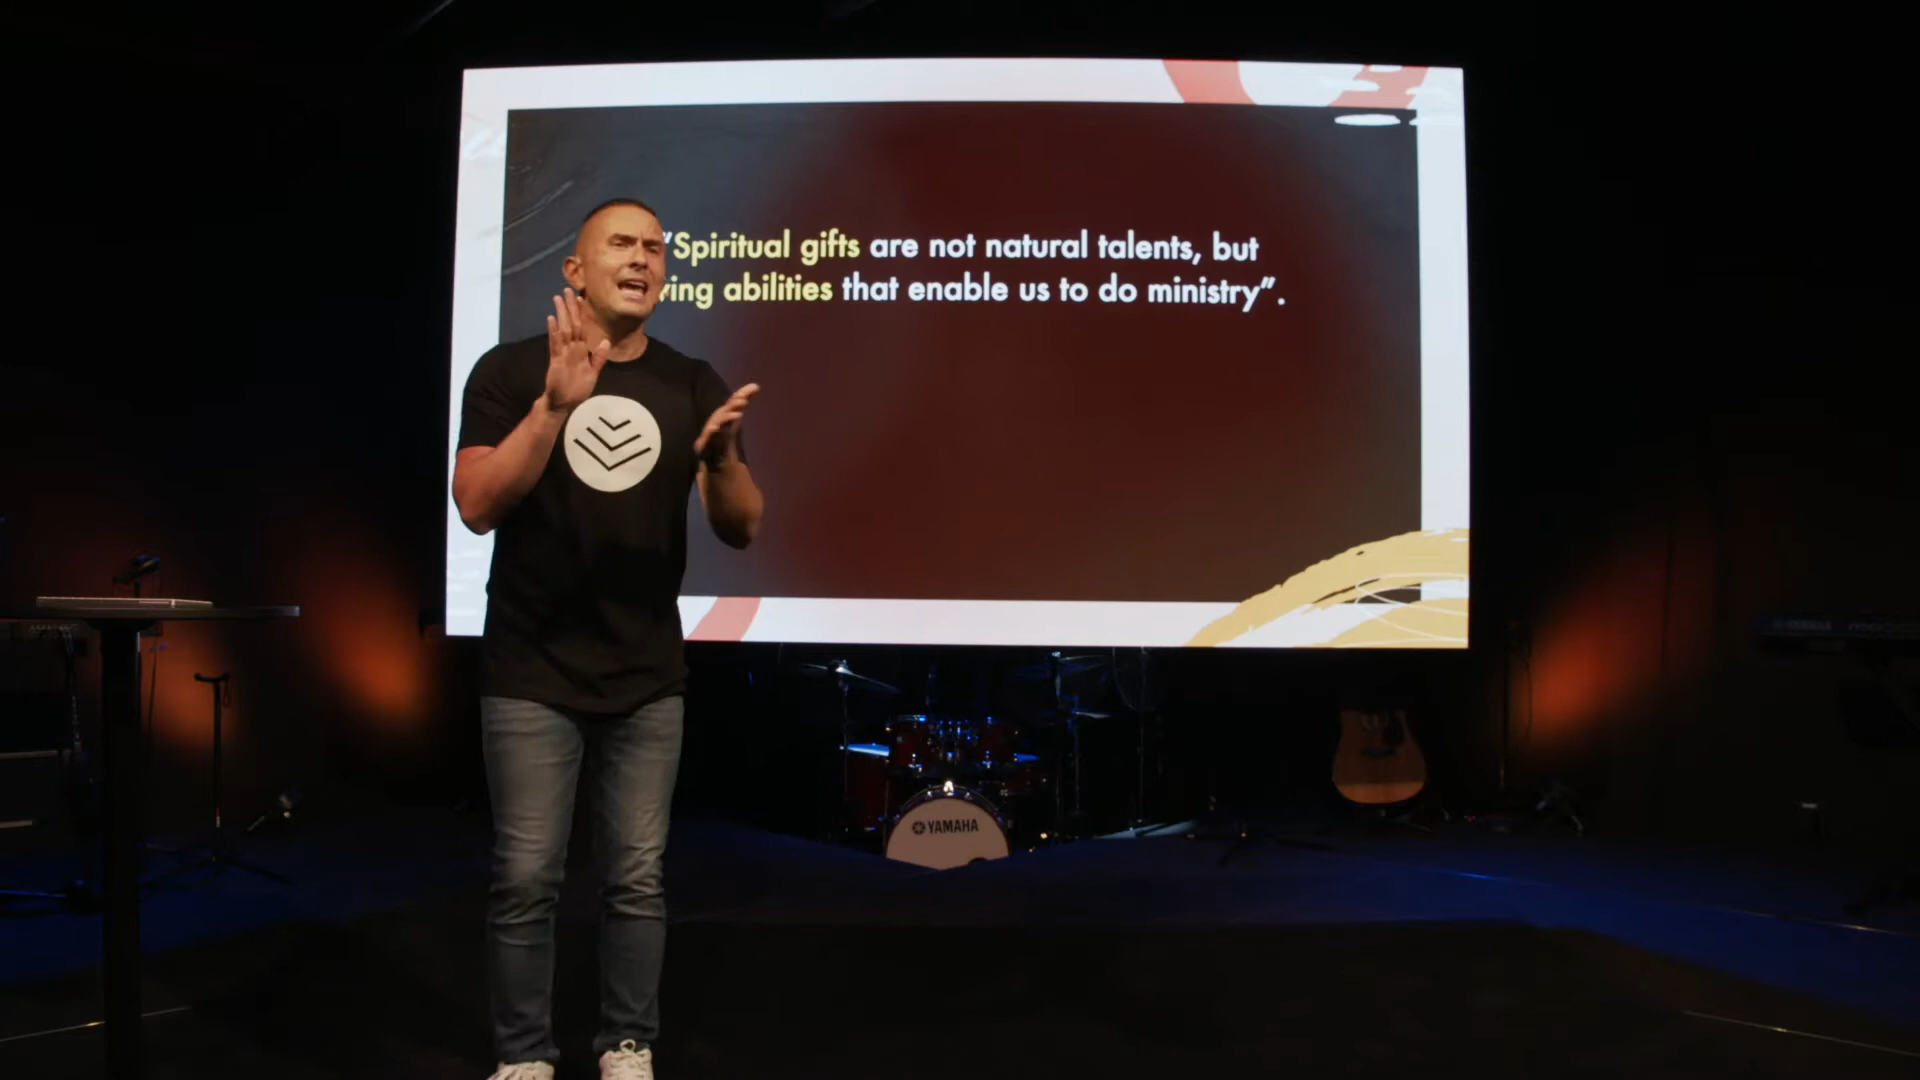 "Spiritual gifts are not natural talents, but
abilities that enable us to do ministry".
YAMAHA